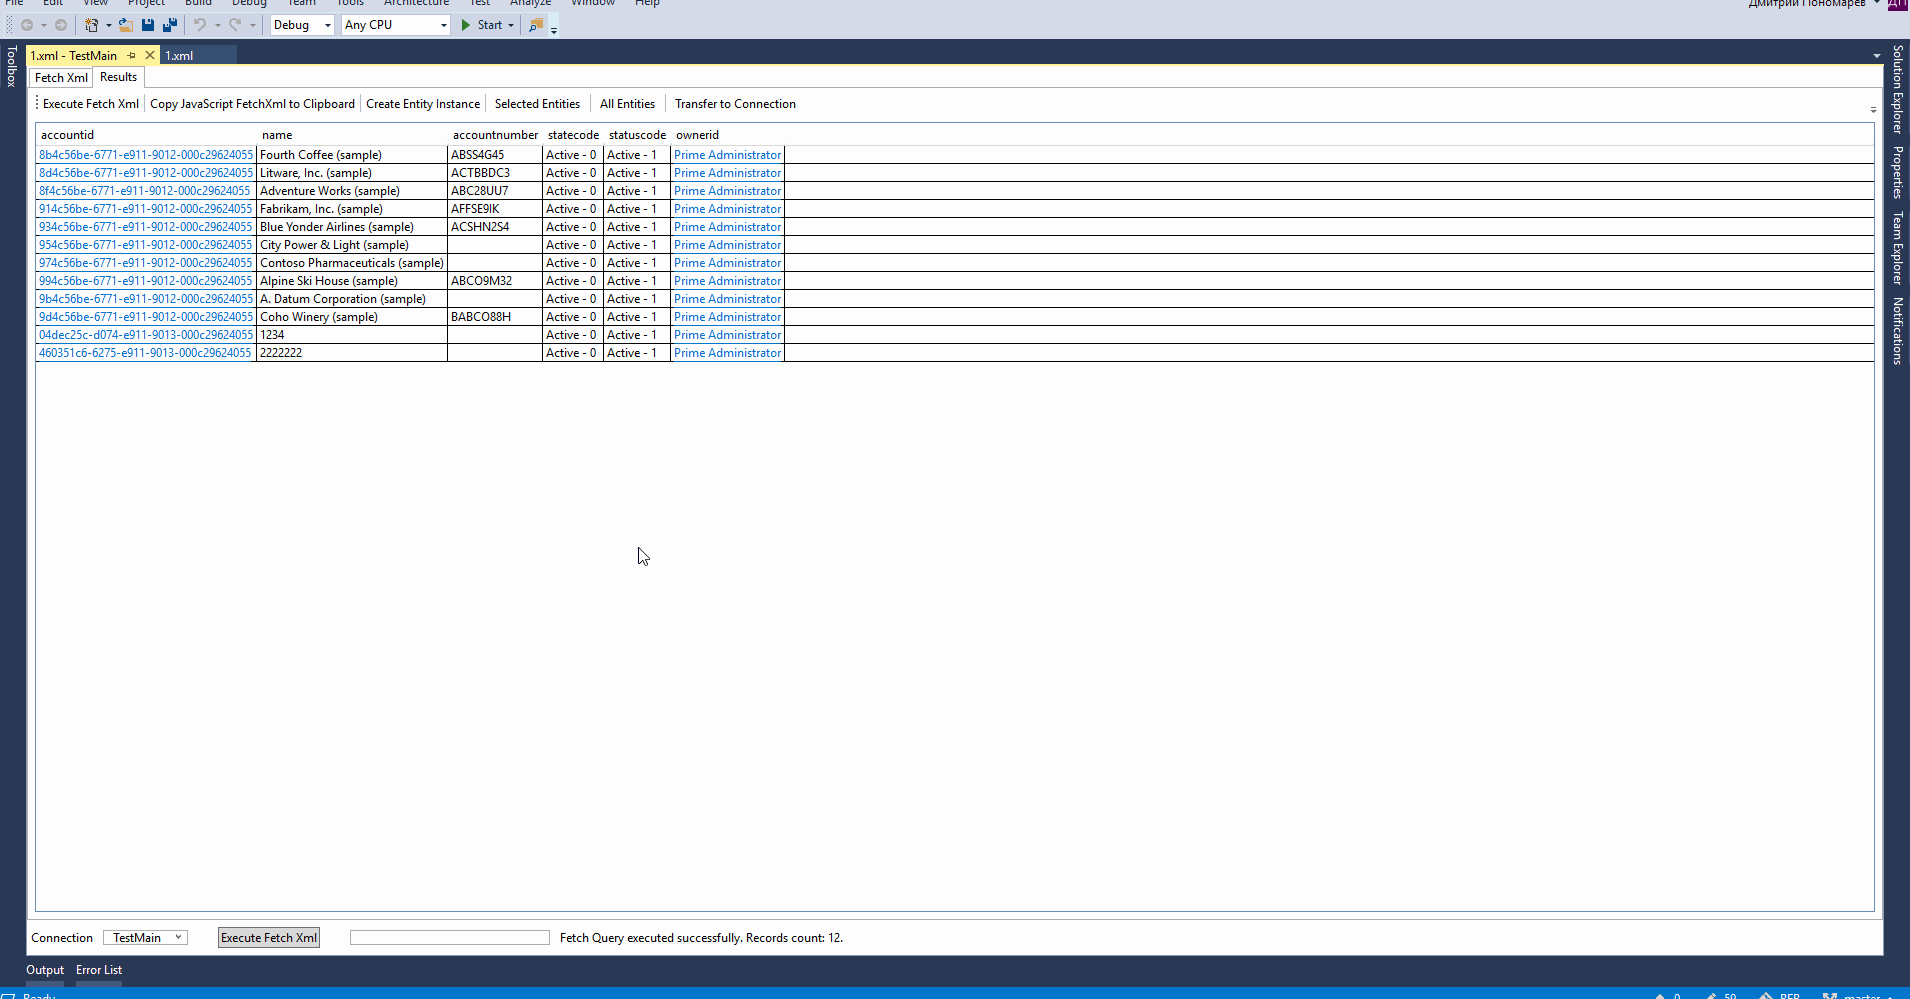 File Edit View Project Build Debug Team Tools Architecture Test Analyze Window Help Дмитрий Пономарев ДП
Debug Any CPU Start
Toolbox
1.xml - TestMain 1.xml
Fetch Xml Results
Execute Fetch Xml Copy JavaScript FetchXml to Clipboard Create Entity Instance Selected Entities All Entities Transfer to Connection
accountid name accountnumber statecode statuscode ownerid
8b4c56be-6771-e911-9012-000c29624055 Fourth Coffee (sample) ABSS4G45 Active - 0 Active - 1 Prime Administrator
8d4c56be-6771-e911-9012-000c29624055 Litware, Inc. (sample) ACTBBDC3 Active - 0 Active - 1 Prime Administrator
8f4c56be-6771-e911-9012-000c29624055 Adventure Works (sample) ABC28UU7 Active - 0 Active - 1 Prime Administrator
914c56be-6771-e911-9012-000c29624055 Fabrikam, Inc. (sample) AFFSE9IK Active - 0 Active - 1 Prime Administrator
934c56be-6771-e911-9012-000c29624055 Blue Yonder Airlines (sample) ACSHN2S4 Active - 0 Active - 1 Prime Administrator
954c56be-6771-e911-9012-000c29624055 City Power & Light (sample) Active - 0 Active - 1 Prime Administrator
974c56be-6771-e911-9012-000c29624055 Contoso Pharmaceuticals (sample) Active - 0 Active - 1 Prime Administrator
994c56be-6771-e911-9012-000c29624055 Alpine Ski House (sample) ABCO9M32 Active - 0 Active - 1 Prime Administrator
9b4c56be-6771-e911-9012-000c29624055 A. Datum Corporation (sample) Active - 0 Active - 1 Prime Administrator
9d4c56be-6771-e911-9012-000c29624055 Coho Winery (sample) BABCO88H Active - 0 Active - 1 Prime Administrator
04dec25c-d074-e911-9013-000c29624055 1234 Active - 0 Active - 1 Prime Administrator
460351c6-6275-e911-9013-000c29624055 2222222 Active - 0 Active - 1 Prime Administrator
Solution Explorer
Properties
Team Explorer
Notifications
Connection TestMain Execute Fetch Xml Fetch Query executed successfully. Records count: 12.
Output Error List
Ready 0 59 master